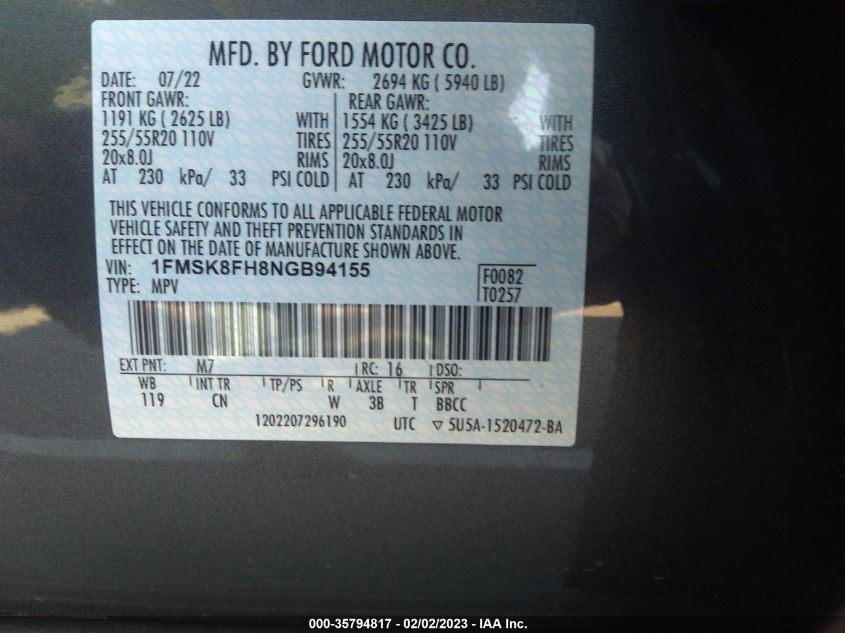 MFD. BY FORD MOTOR CO.
DATE: 07/22 GVWR: 2694 KG ( 5940 LB)
FRONT GAWR: REAR GAWR:
1191 KG ( 2625 LB) WITH 1554 KG ( 3425 LB) WITH
255/55R20 110V TIRES 255/55R20 110V TIRES
20x8.0J RIMS 20x8.0J RIMS
AT 230 kPa/ 33 PSI COLD AT 230 kPa/ 33 PSI COLD
THIS VEHICLE CONFORMS TO ALL APPLICABLE FEDERAL MOTOR
VEHICLE SAFETY AND THEFT PREVENTION STANDARDS IN
EFFECT ON THE DATE OF MANUFACTURE SHOWN ABOVE.
VIN: 1FMSK8FH8NGB94155 F0082
TYPE: MPV T0257
EXT PNT: M7 RC: 16 DSO:
WB INT TR TP/PS R AXLE TR SPR
119 CN W 3B T BBCC
1202207296190 UTC ▽ 5U5A-1520472-BA
000-35794817 - 02/02/2023 - IAA Inc.